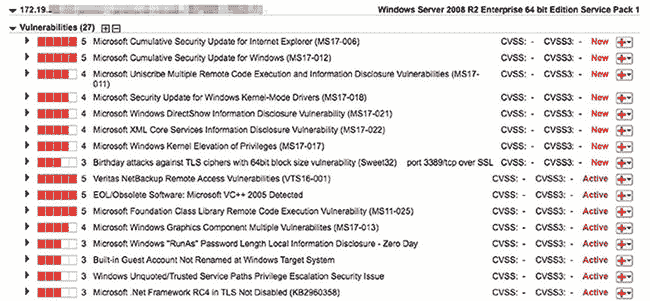 172.19. Windows Server 2008 R2 Enterprise 64 bit Edition Service Pack 1
Vulnerabilities (27)
5 Microsoft Cumulative Security Update for Internet Explorer (MS17-006) CVSS: - CVSS3: - New
5 Microsoft Cumulative Security Update for Windows (MS17-012) CVSS: - CVSS3: - New
4 Microsoft Uniscribe Multiple Remote Code Execution and Information Disclosure Vulnerabilities (MS17- CVSS: - CVSS3: - New
011)
4 Microsoft Security Update for Windows Kernel-Mode Drivers (MS17-018) CVSS: - CVSS3: - New
4 Microsoft Windows DirectShow Information Disclosure Vulnerability (MS17-021) CVSS: - CVSS3: - New
4 Microsoft XML Core Services Information Disclosure Vulnerability (MS17-022) CVSS: - CVSS3: - New
4 Microsoft Windows Kernel Elevation of Privileges (MS17-017) CVSS: - CVSS3: - New
3 Birthday attacks against TLS ciphers with 64bit block size vulnerability (Sweet32) port 3389/tcp over SSL CVSS: - CVSS3: - New
5 Veritas NetBackup Remote Access Vulnerabilities (VTS16-001) CVSS: - CVSS3: - Active
5 EOL/Obsolete Software: Microsoft VC++ 2005 Detected CVSS: - CVSS3: - Active
5 Microsoft Foundation Class Library Remote Code Execution Vulnerability (MS11-025) CVSS: - CVSS3: - Active
4 Microsoft Windows Graphics Component Multiple Vulnerabilites (MS17-013) CVSS: - CVSS3: - Active
3 Microsoft Windows "RunAs" Password Length Local Information Disclosure - Zero Day CVSS: - CVSS3: - Active
3 Built-in Guest Account Not Renamed at Windows Target System CVSS: - CVSS3: - Active
3 Windows Unquoted/Trusted Service Paths Privilege Escalation Security Issue CVSS: - CVSS3: - Active
3 Microsoft .Net Framework RC4 in TLS Not Disabled (KB2960358) CVSS: - CVSS3: - Active